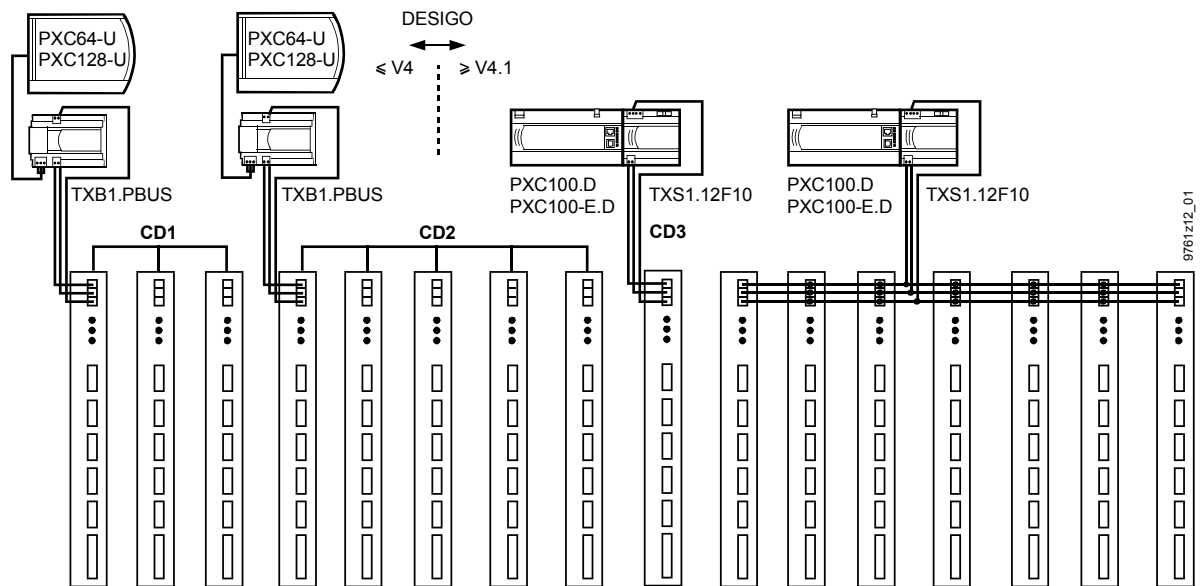 DESIGO
⩽ V4
⩾ V4.1
PXC64-U
PXC128-U
TXB1.PBUS
PXC64-U
PXC128-U
TXB1.PBUS
PXC100.D
PXC100-E.D
TXS1.12F10
PXC100.D
PXC100-E.D
TXS1.12F10
CD1
CD2
CD3
9761z12_01